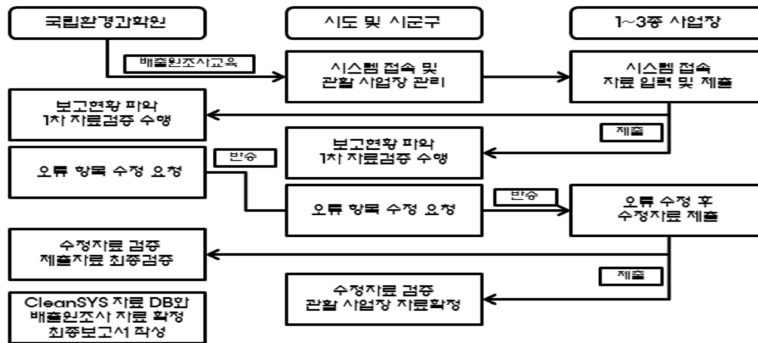 국립환경과학원
시도 및 시군구
1~3종 사업장
배출원조사교육
시스템 접속 및
관할 사업장 관리
시스템 접속
자료 입력 및 제출
보고현황 파악
1차 자료검증 수행
제출
보고현황 파악
1차 자료검증 수행
오류 항목 수정 요청
반송
오류 항목 수정 요청
반송
오류 수정 후
수정자료 제출
수정자료 검증
제출자료 최종검증
제출
수정자료 검증
관할 사업장 자료확정
CleanSYS 자료 DB와
배출원조사 자료 확정
최종보고서 작성